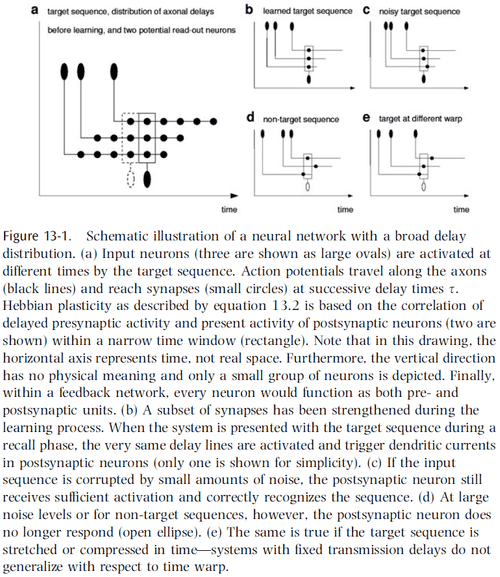 a target sequence, distribution of axonal delays
before learning, and two potential read-out neurons
time
b learned target sequence
time
c noisy target sequence
time
d non-target sequence
time
e target at different warp
time
Figure 13-1. Schematic illustration of a neural network with a broad delay
distribution. (a) Input neurons (three are shown as large ovals) are activated at
different times by the target sequence. Action potentials travel along the axons
(black lines) and reach synapses (small circles) at successive delay times τ.
Hebbian plasticity as described by equation 13.2 is based on the correlation of
delayed presynaptic activity and present activity of postsynaptic neurons (two are
shown) within a narrow time window (rectangle). Note that in this drawing, the
horizontal axis represents time, not real space. Furthermore, the vertical direction
has no physical meaning and only a small group of neurons is depicted. Finally,
within a feedback network, every neuron would function as both pre- and
postsynaptic units. (b) A subset of synapses has been strengthened during the
learning process. When the system is presented with the target sequence during a
recall phase, the very same delay lines are activated and trigger dendritic currents
in postsynaptic neurons (only one is shown for simplicity). (c) If the input
sequence is corrupted by small amounts of noise, the postsynaptic neuron still
receives sufficient activation and correctly recognizes the sequence. (d) At large
noise levels or for non-target sequences, however, the postsynaptic neuron does
no longer respond (open ellipse). (e) The same is true if the target sequence is
stretched or compressed in time—systems with fixed transmission delays do not
generalize with respect to time warp.